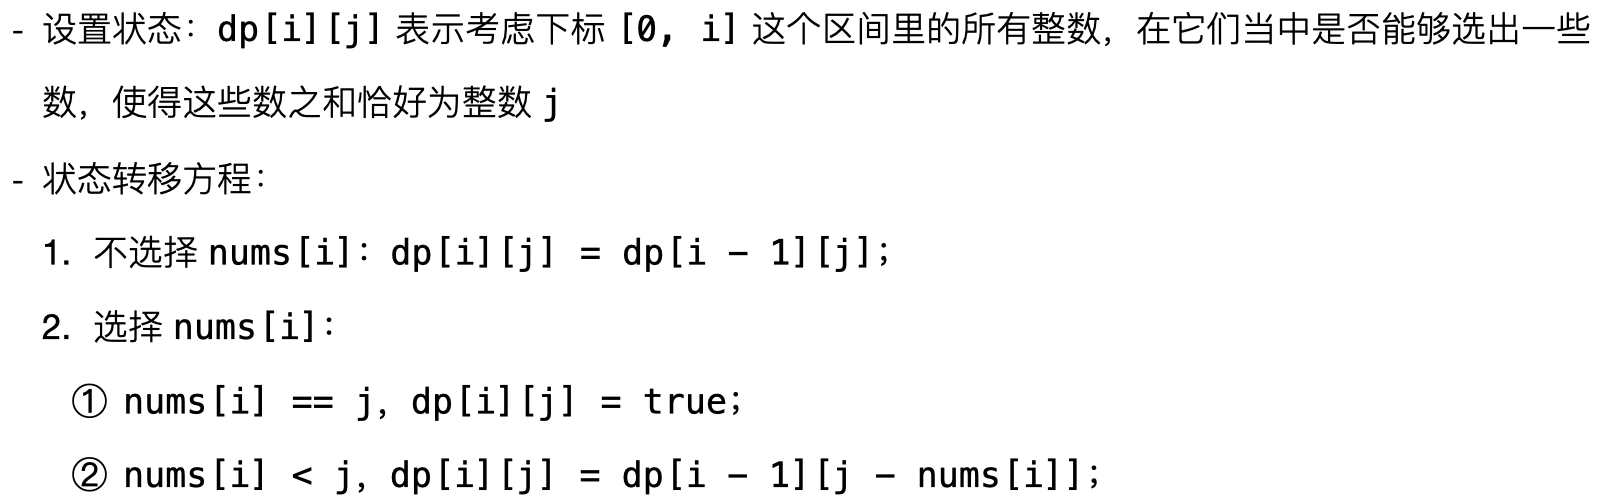 - 设置状态：dp[i][j] 表示考虑下标 [0, i] 这个区间里的所有整数，在它们当中是否能够选出一些
数，使得这些数之和恰好为整数 j
- 状态转移方程：
1. 不选择 nums[i]：dp[i][j] = dp[i - 1][j]；
2. 选择 nums[i]：
① nums[i] == j，dp[i][j] = true；
② nums[i] < j，dp[i][j] = dp[i - 1][j - nums[i]]；